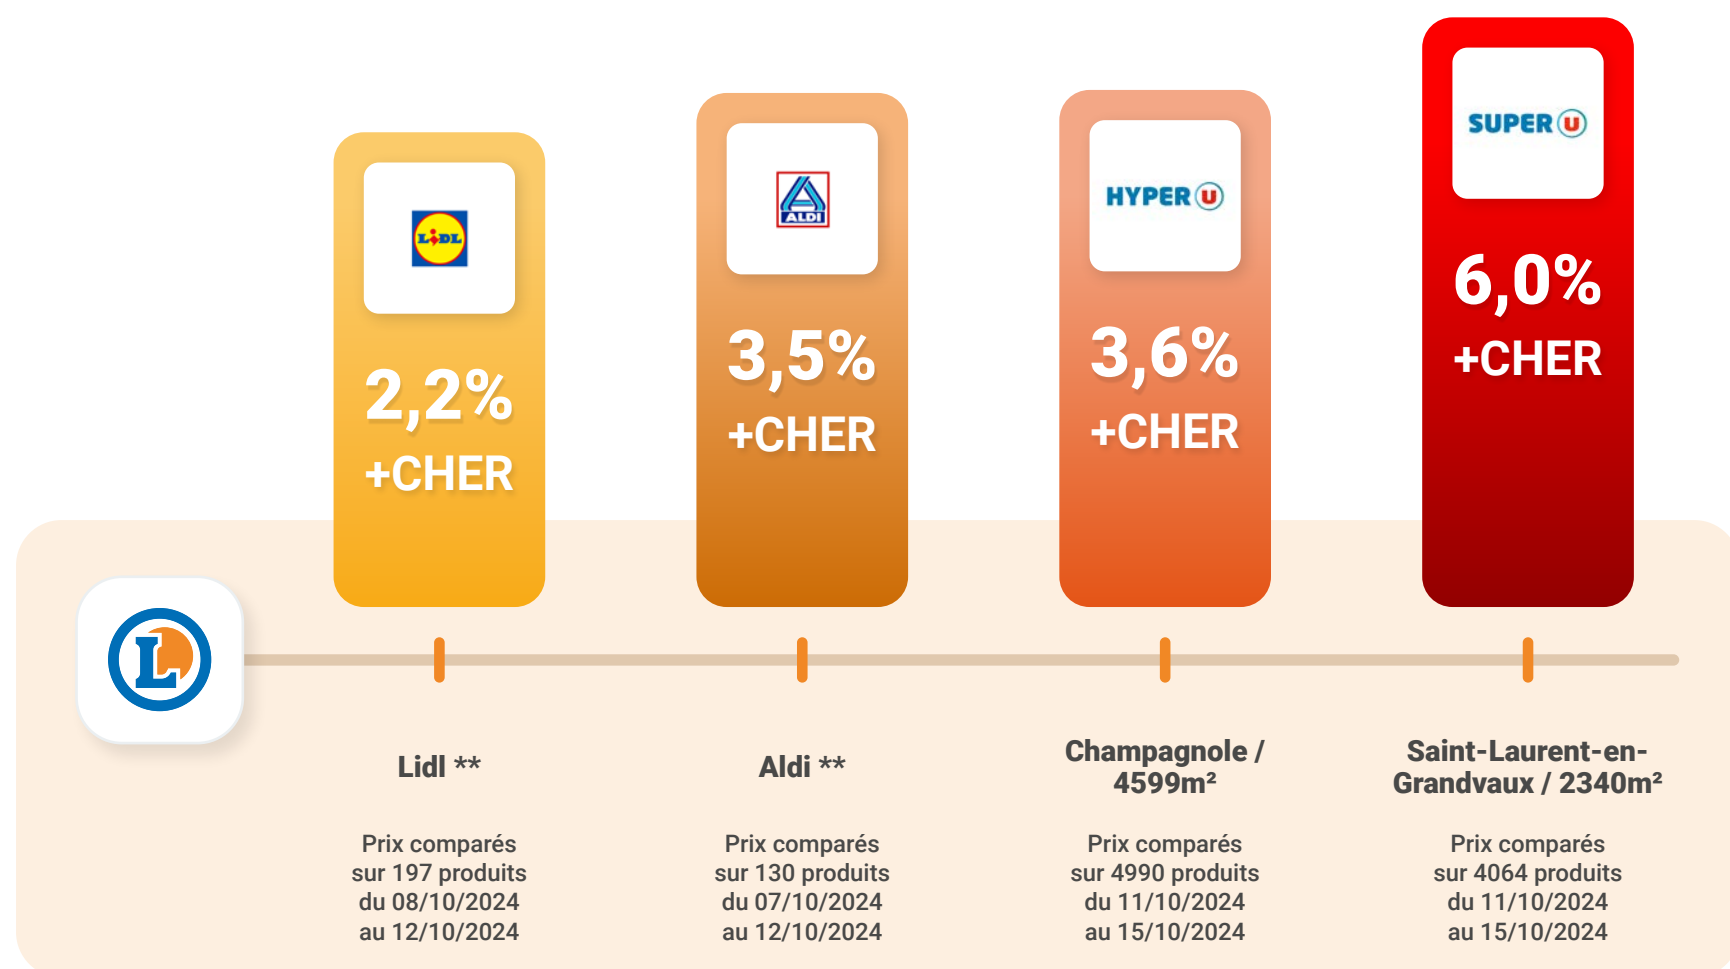 LIDL
2,2%
+CHER
ALDI
3,5%
+CHER
HYPER U
3,6%
+CHER
SUPER U
6,0%
+CHER
L
Lidl **
Prix comparés
sur 197 produits
du 08/10/2024
au 12/10/2024
Aldi **
Prix comparés
sur 130 produits
du 07/10/2024
au 12/10/2024
Champagnole /
4599m²
Prix comparés
sur 4990 produits
du 11/10/2024
au 15/10/2024
Saint-Laurent-en-
Grandvaux / 2340m²
Prix comparés
sur 4064 produits
du 11/10/2024
au 15/10/2024